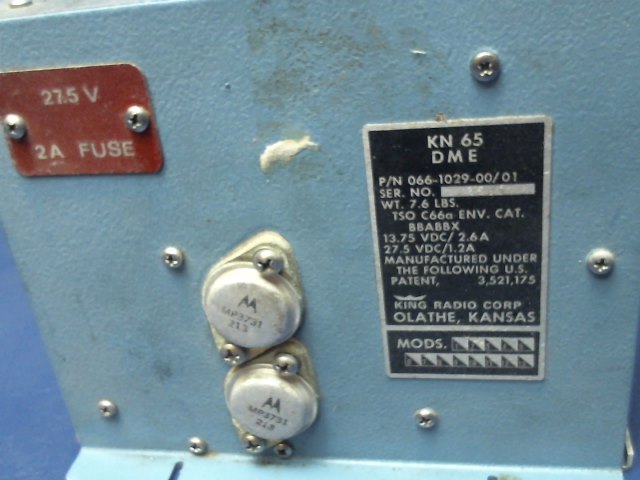 27.5 V
2A FUSE
KN 65
DME
P/N 066-1029-00/01
SER. NO.
WT. 7.6 LBS.
TSO C66a ENV. CAT.
BBABBX
13.75 VDC/2.6A
27.5 VDC/1.2A
MANUFACTURED UNDER
THE FOLLOWING U.S.
PATENT, 3,521,175
KING RADIO CORP
OLATHE, KANSAS
MODS.
MP3731
213
MP3731
213